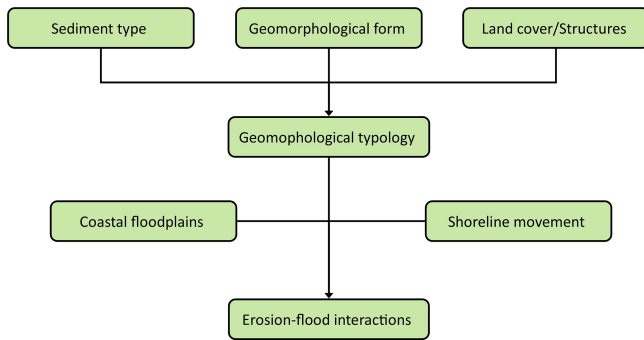 Sediment type
Geomorphological form
Land cover/Structures
Geomophological typology
Coastal floodplains
Shoreline movement
Erosion-flood interactions